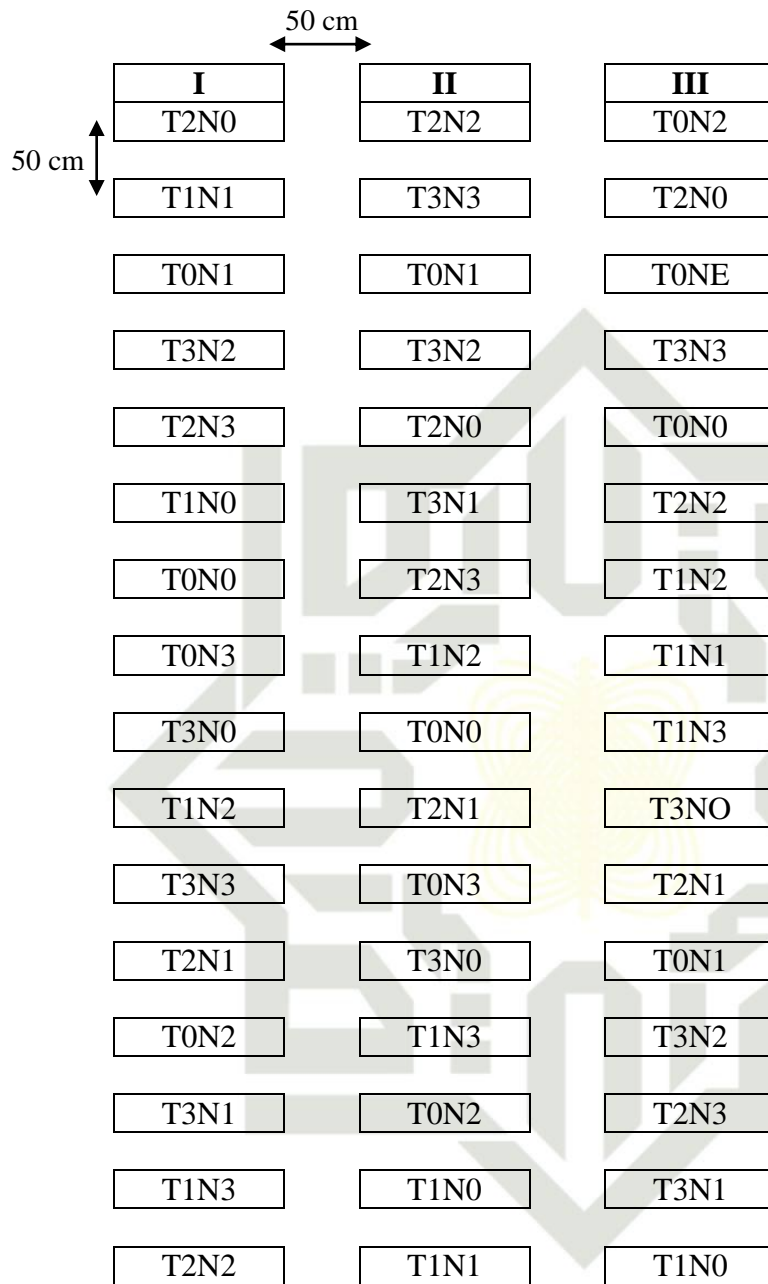 50 cm
I II III
T2N0 T2N2 T0N2
50 cm
T1N1 T3N3 T2N0
T0N1 T0N1 T0NE
T3N2 T3N2 T3N3
T2N3 T2N0 T0N0
T1N0 T3N1 T2N2
T0N0 T2N3 T1N2
T0N3 T1N2 T1N1
T3N0 T0N0 T1N3
T1N2 T2N1 T3NO
T3N3 T0N3 T2N1
T2N1 T3N0 T0N1
T0N2 T1N3 T3N2
T3N1 T0N2 T2N3
T1N3 T1N0 T3N1
T2N2 T1N1 T1N0